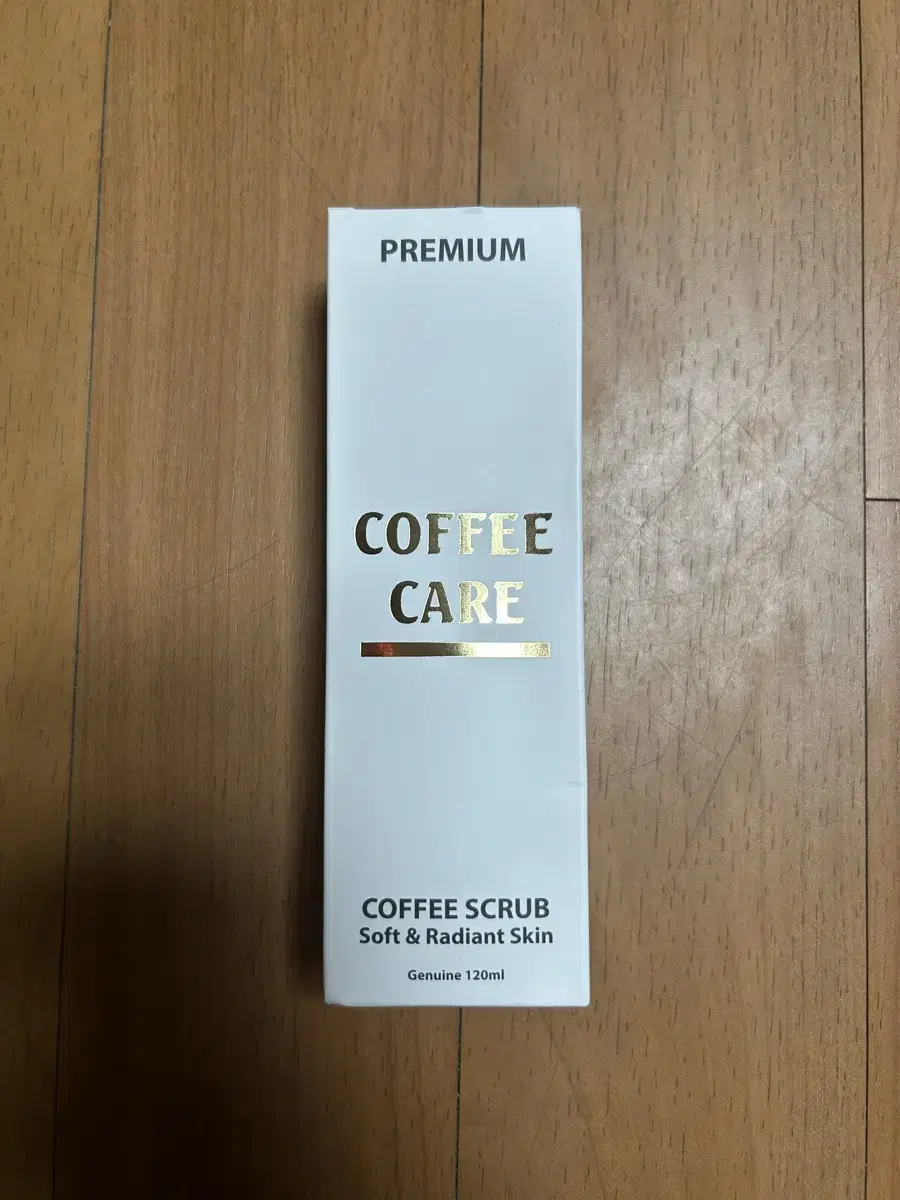 PREMIUM
COFFEE
CARE
COFFEE SCRUB
Soft & Radiant Skin
Genuine 120ml